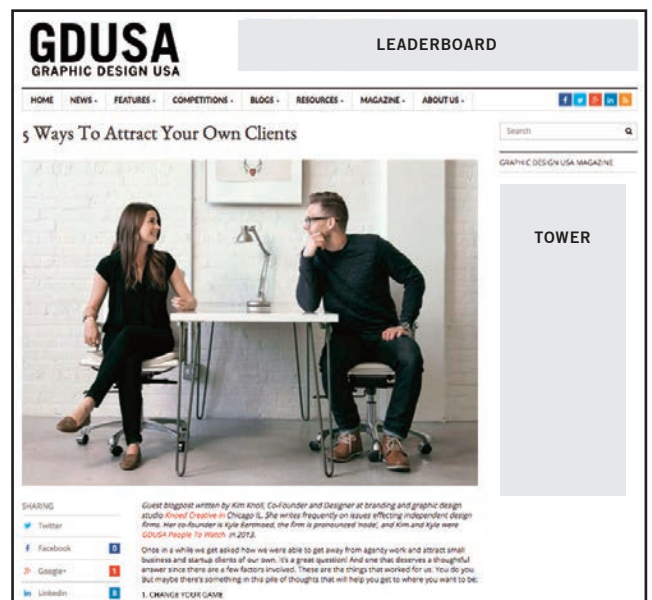 GDUSA
GRAPHIC DESIGN USA
LEADERBOARD
HOME NEWS FEATURES COMPETITIONS BLOGS RESOURCES MAGAZINE ABOUT US
5 Ways To Attract Your Own Clients
Search
GRAPHIC DESIGN USA MAGAZINE
TOWER
SHARING
Twitter
Facebook 0
Google+ 1
Linkedin 8
Guest blogpost written by Kim Knoll, Co-Founder and Designer at branding and graphic design
studio Knoed Creative in Chicago IL. She writes frequently on issues effecting independent design
firms. Her co-founder is Kyle Eertmoed, the firm is pronounced 'node', and Kim and Kyle were
GDUSA People To Watch in 2013.
Once in a while we get asked how we were able to get away from agency work and attract small
business and startup clients of our own. It's a great question! And one that deserves a thoughtful
answer since there are a few factors involved. These are the things that worked for us. You do you.
But maybe there's something in this pile of thoughts that will help you get to where you want to be:
1. CHANGE YOUR GAME